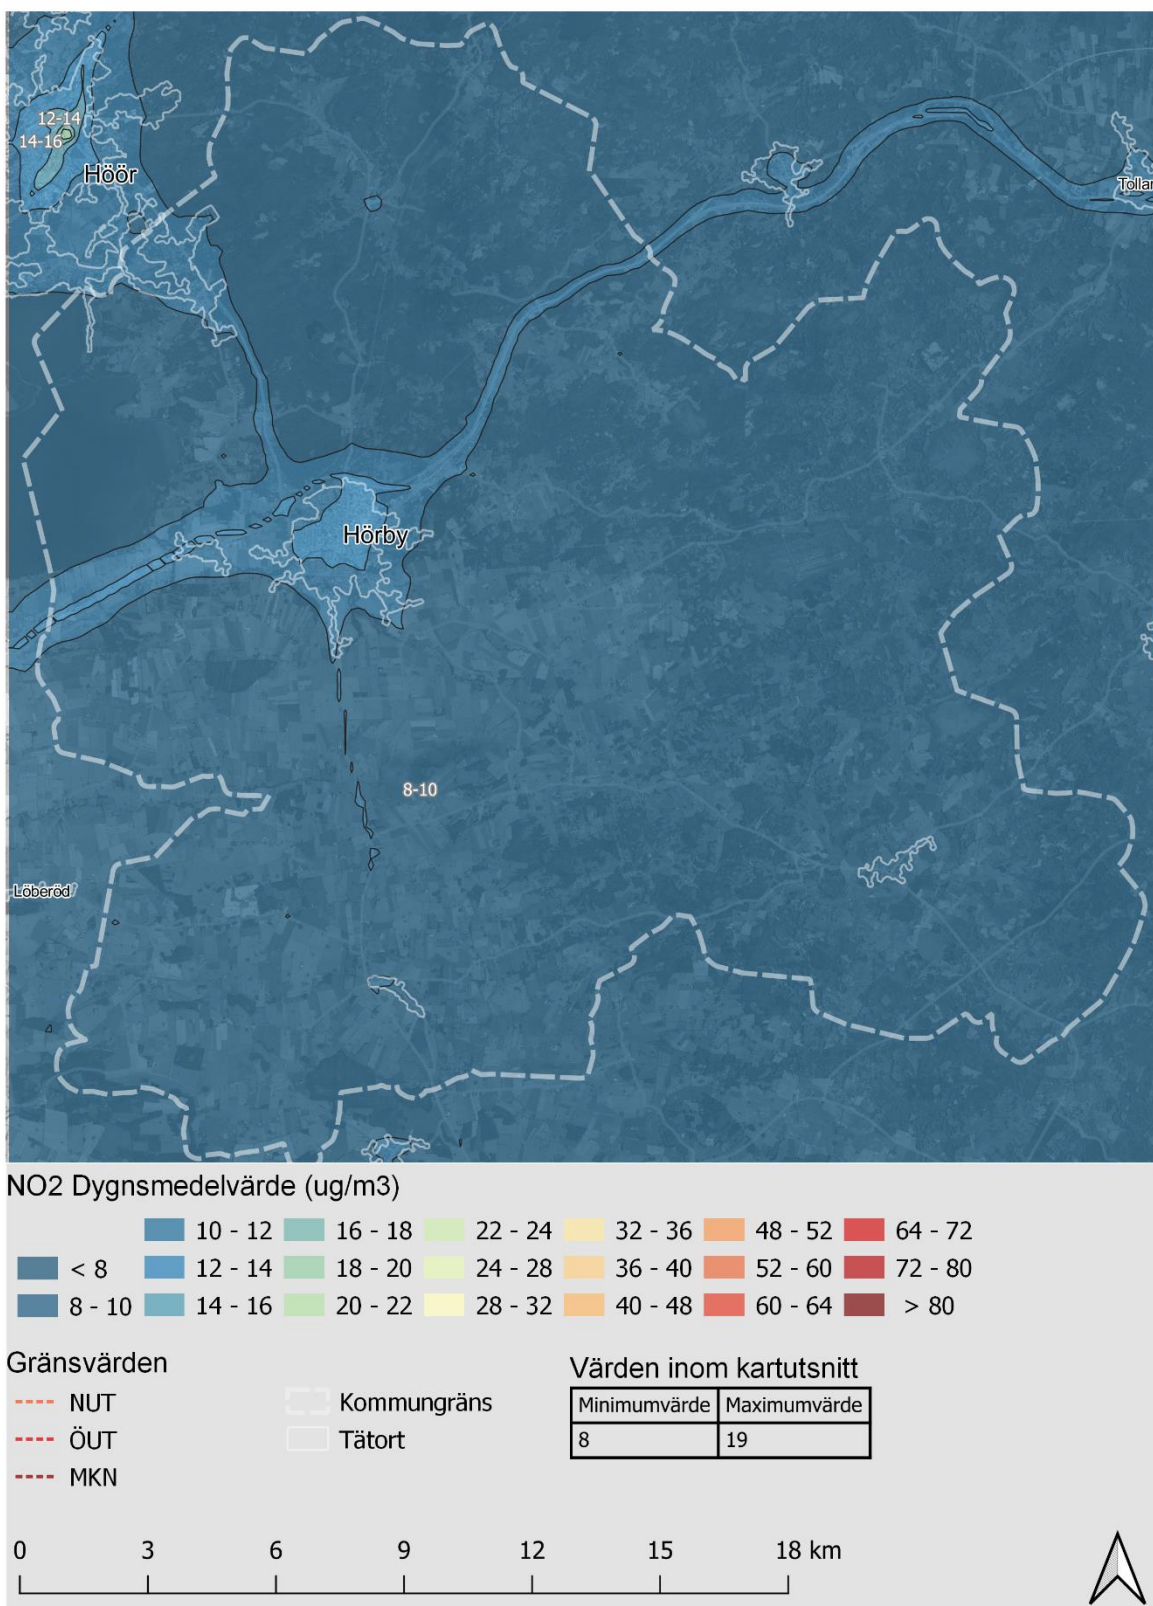 12-14
14-16
Höör
Tollar
Hörby
8-10
Löberöd
NO2 Dygnsmedelvärde (ug/m3)
10 - 12 16 - 18 22 - 24 32 - 36 48 - 52 64 - 72
< 8 12 - 14 18 - 20 24 - 28 36 - 40 52 - 60 72 - 80
8 - 10 14 - 16 20 - 22 28 - 32 40 - 48 60 - 64 > 80
Gränsvärden Värden inom kartutsnitt
NUT Kommungräns Minimumvärde Maximumvärde
ÖUT Tätort 8 19
MKN
0 3 6 9 12 15 18 km